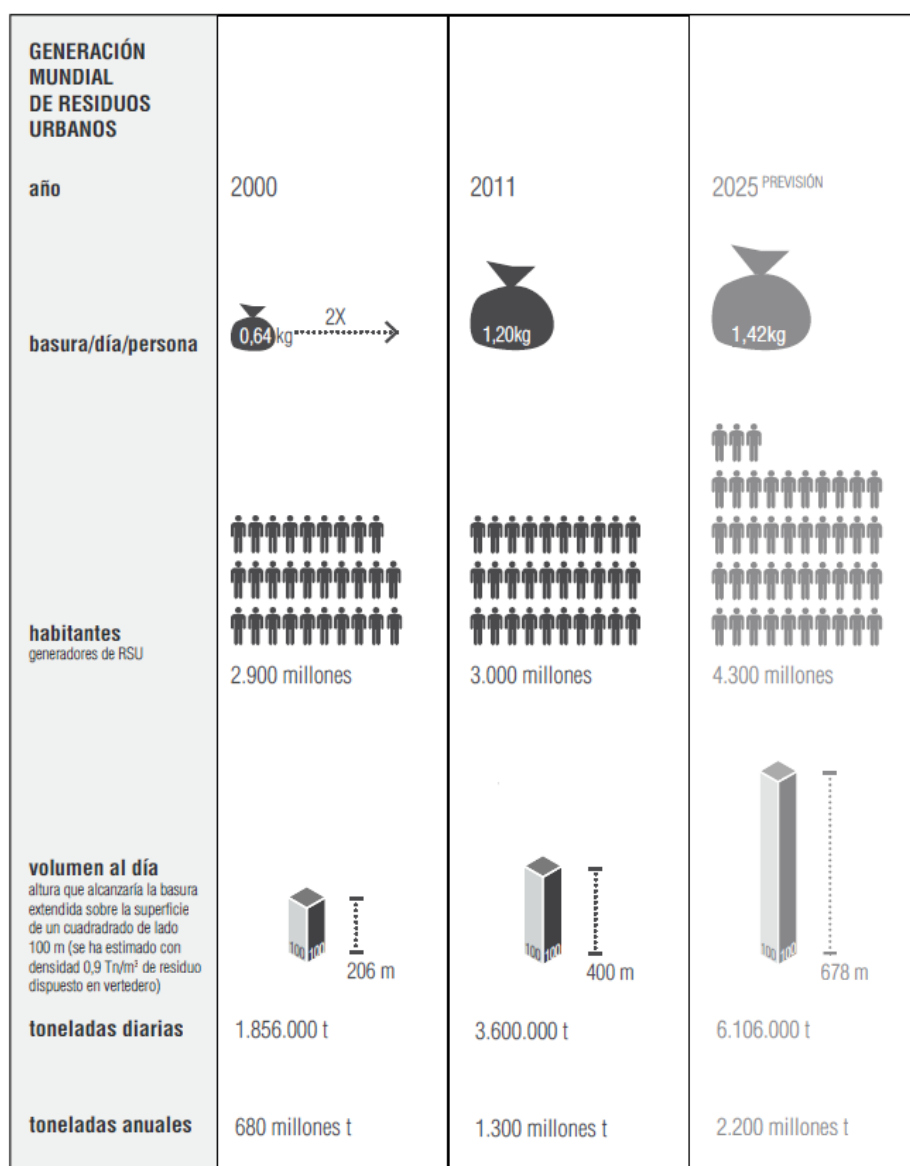 GENERACIÓN
MUNDIAL
DE RESIDUOS
URBANOS
año
2000
2011
2025 PREVISIÓN
basura/día/persona
0,64 kg
2X
1,20kg
1,42kg
habitantes
generadores de RSU
2.900 millones
3.000 millones
4.300 millones
volumen al día
altura que alcanzaría la basura
extendida sobre la superficie
de un cuadradrado de lado
100 m (se ha estimado con
densidad 0,9 Tn/m³ de residuo
dispuesto en vertedero)
100 100
206 m
100 100
400 m
100 100
678 m
toneladas diarias
1.856.000 t
3.600.000 t
6.106.000 t
toneladas anuales
680 millones t
1.300 millones t
2.200 millones t